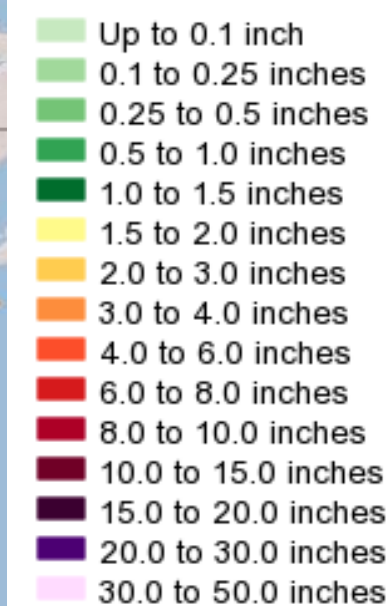 Up to 0.1 inch
0.1 to 0.25 inches
0.25 to 0.5 inches
0.5 to 1.0 inches
1.0 to 1.5 inches
1.5 to 2.0 inches
2.0 to 3.0 inches
3.0 to 4.0 inches
4.0 to 6.0 inches
6.0 to 8.0 inches
8.0 to 10.0 inches
10.0 to 15.0 inches
15.0 to 20.0 inches
20.0 to 30.0 inches
30.0 to 50.0 inches